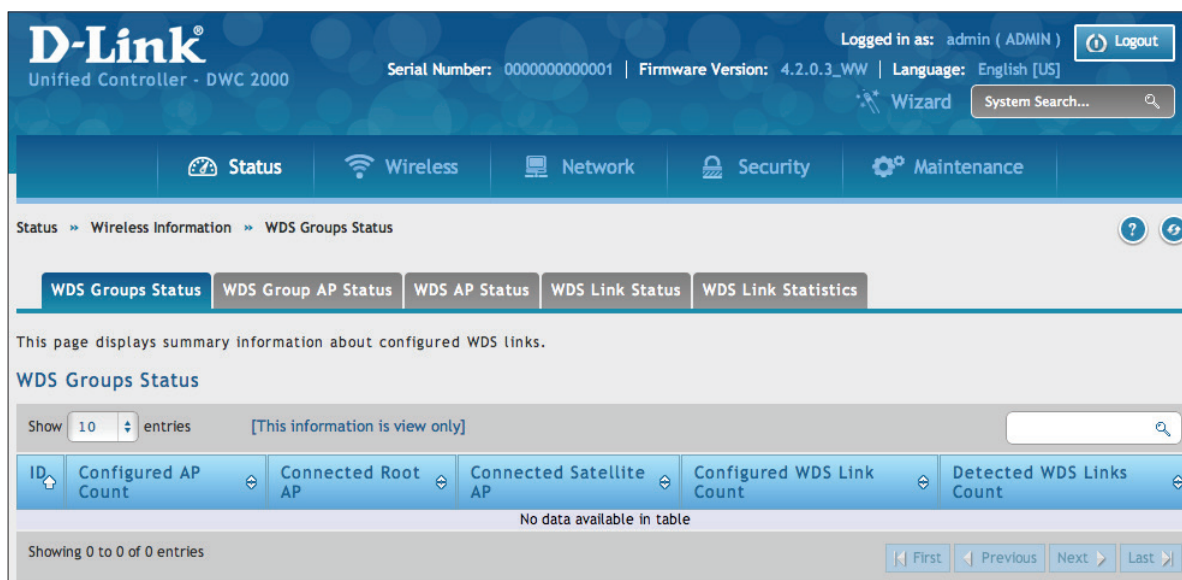 D-Link®
Unified Controller - DWC 2000
Logged in as: admin ( ADMIN )
Logout
Serial Number: 0000000000001 | Firmware Version: 4.2.0.3_WW | Language: English [US]
Wizard
System Search...
Status
Wireless
Network
Security
Maintenance
Status » Wireless Information » WDS Groups Status
?
WDS Groups Status
WDS Group AP Status
WDS AP Status
WDS Link Status
WDS Link Statistics
This page displays summary information about configured WDS links.
WDS Groups Status
Show 10 entries
[This information is view only]
ID
Configured AP Count
Connected Root AP
Connected Satellite AP
Configured WDS Link Count
Detected WDS Links Count
No data available in table
Showing 0 to 0 of 0 entries
First
Previous
Next
Last